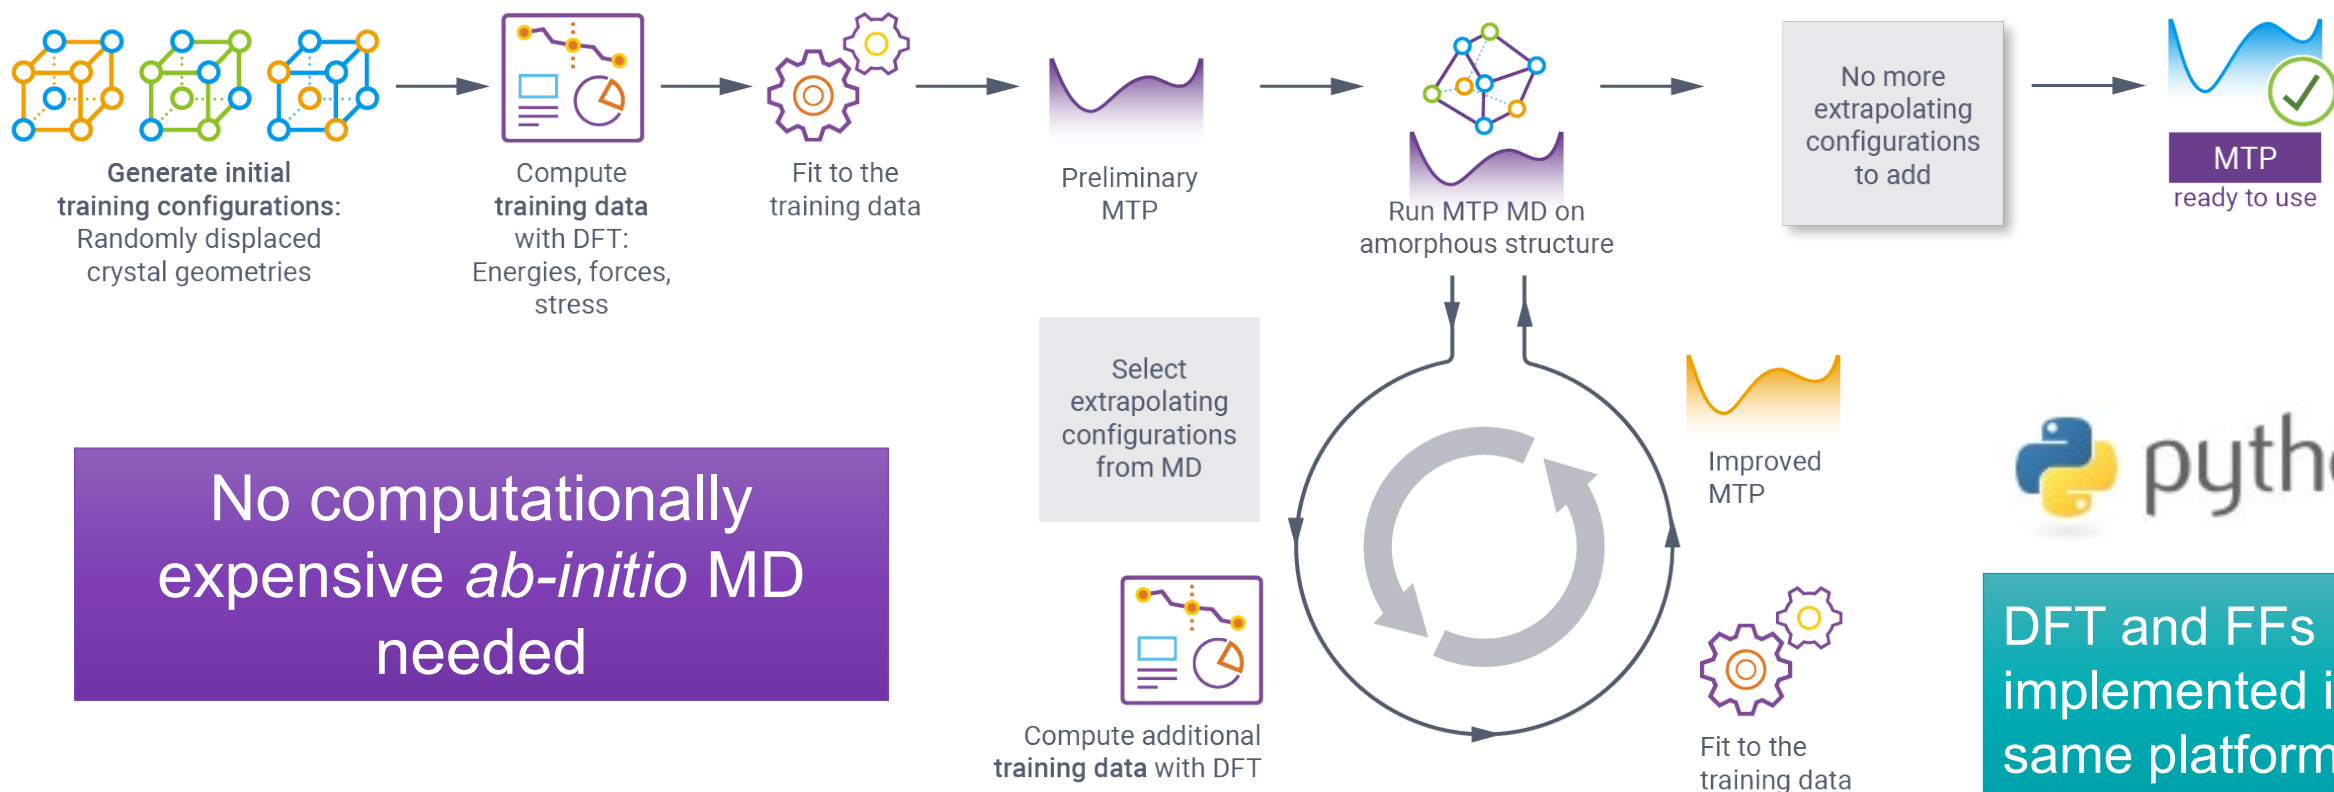 Generate initial
training configurations:
Randomly displaced
crystal geometries
Compute
training data
with DFT:
Energies, forces,
stress
Fit to the
training data
Preliminary
MTP
Run MTP MD on
amorphous structure
No more
extrapolating
configurations
to add
MTP
ready to use
Select
extrapolating
configurations
from MD
Compute additional
training data with DFT
Fit to the
training data
Improved
MTP
No computationally
expensive ab-initio MD
needed
DFT and FFs
implemented
same platform